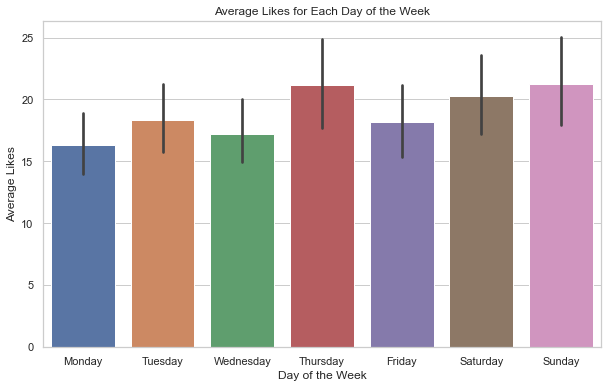 Average Likes for Each Day of the Week
Average Likes
25
20
15
10
5
0
Monday Tuesday Wednesday Thursday Friday Saturday Sunday
Day of the Week